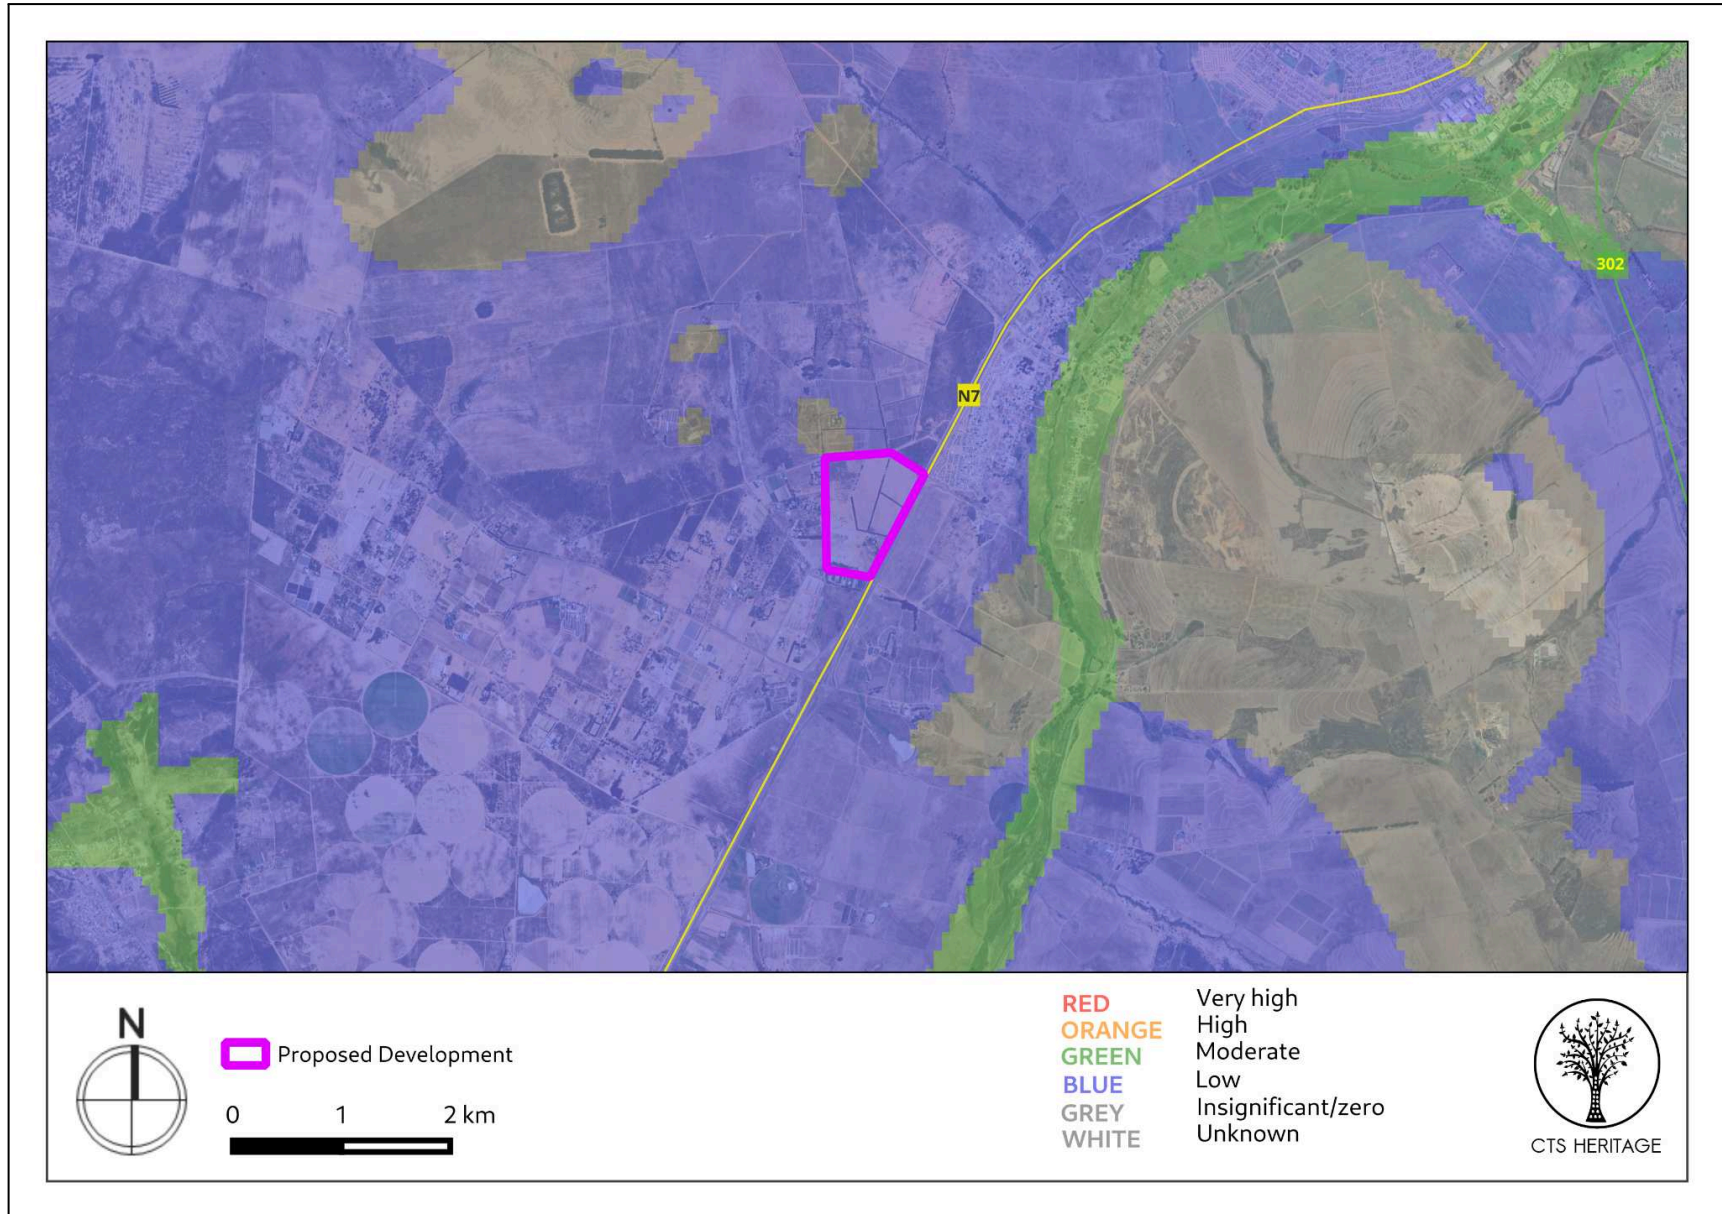 302
N7
N
Proposed Development
0 1 2 km
RED Very high
ORANGE High
GREEN Moderate
BLUE Low
GREY Insignificant/zero
WHITE Unknown
CTS HERITAGE